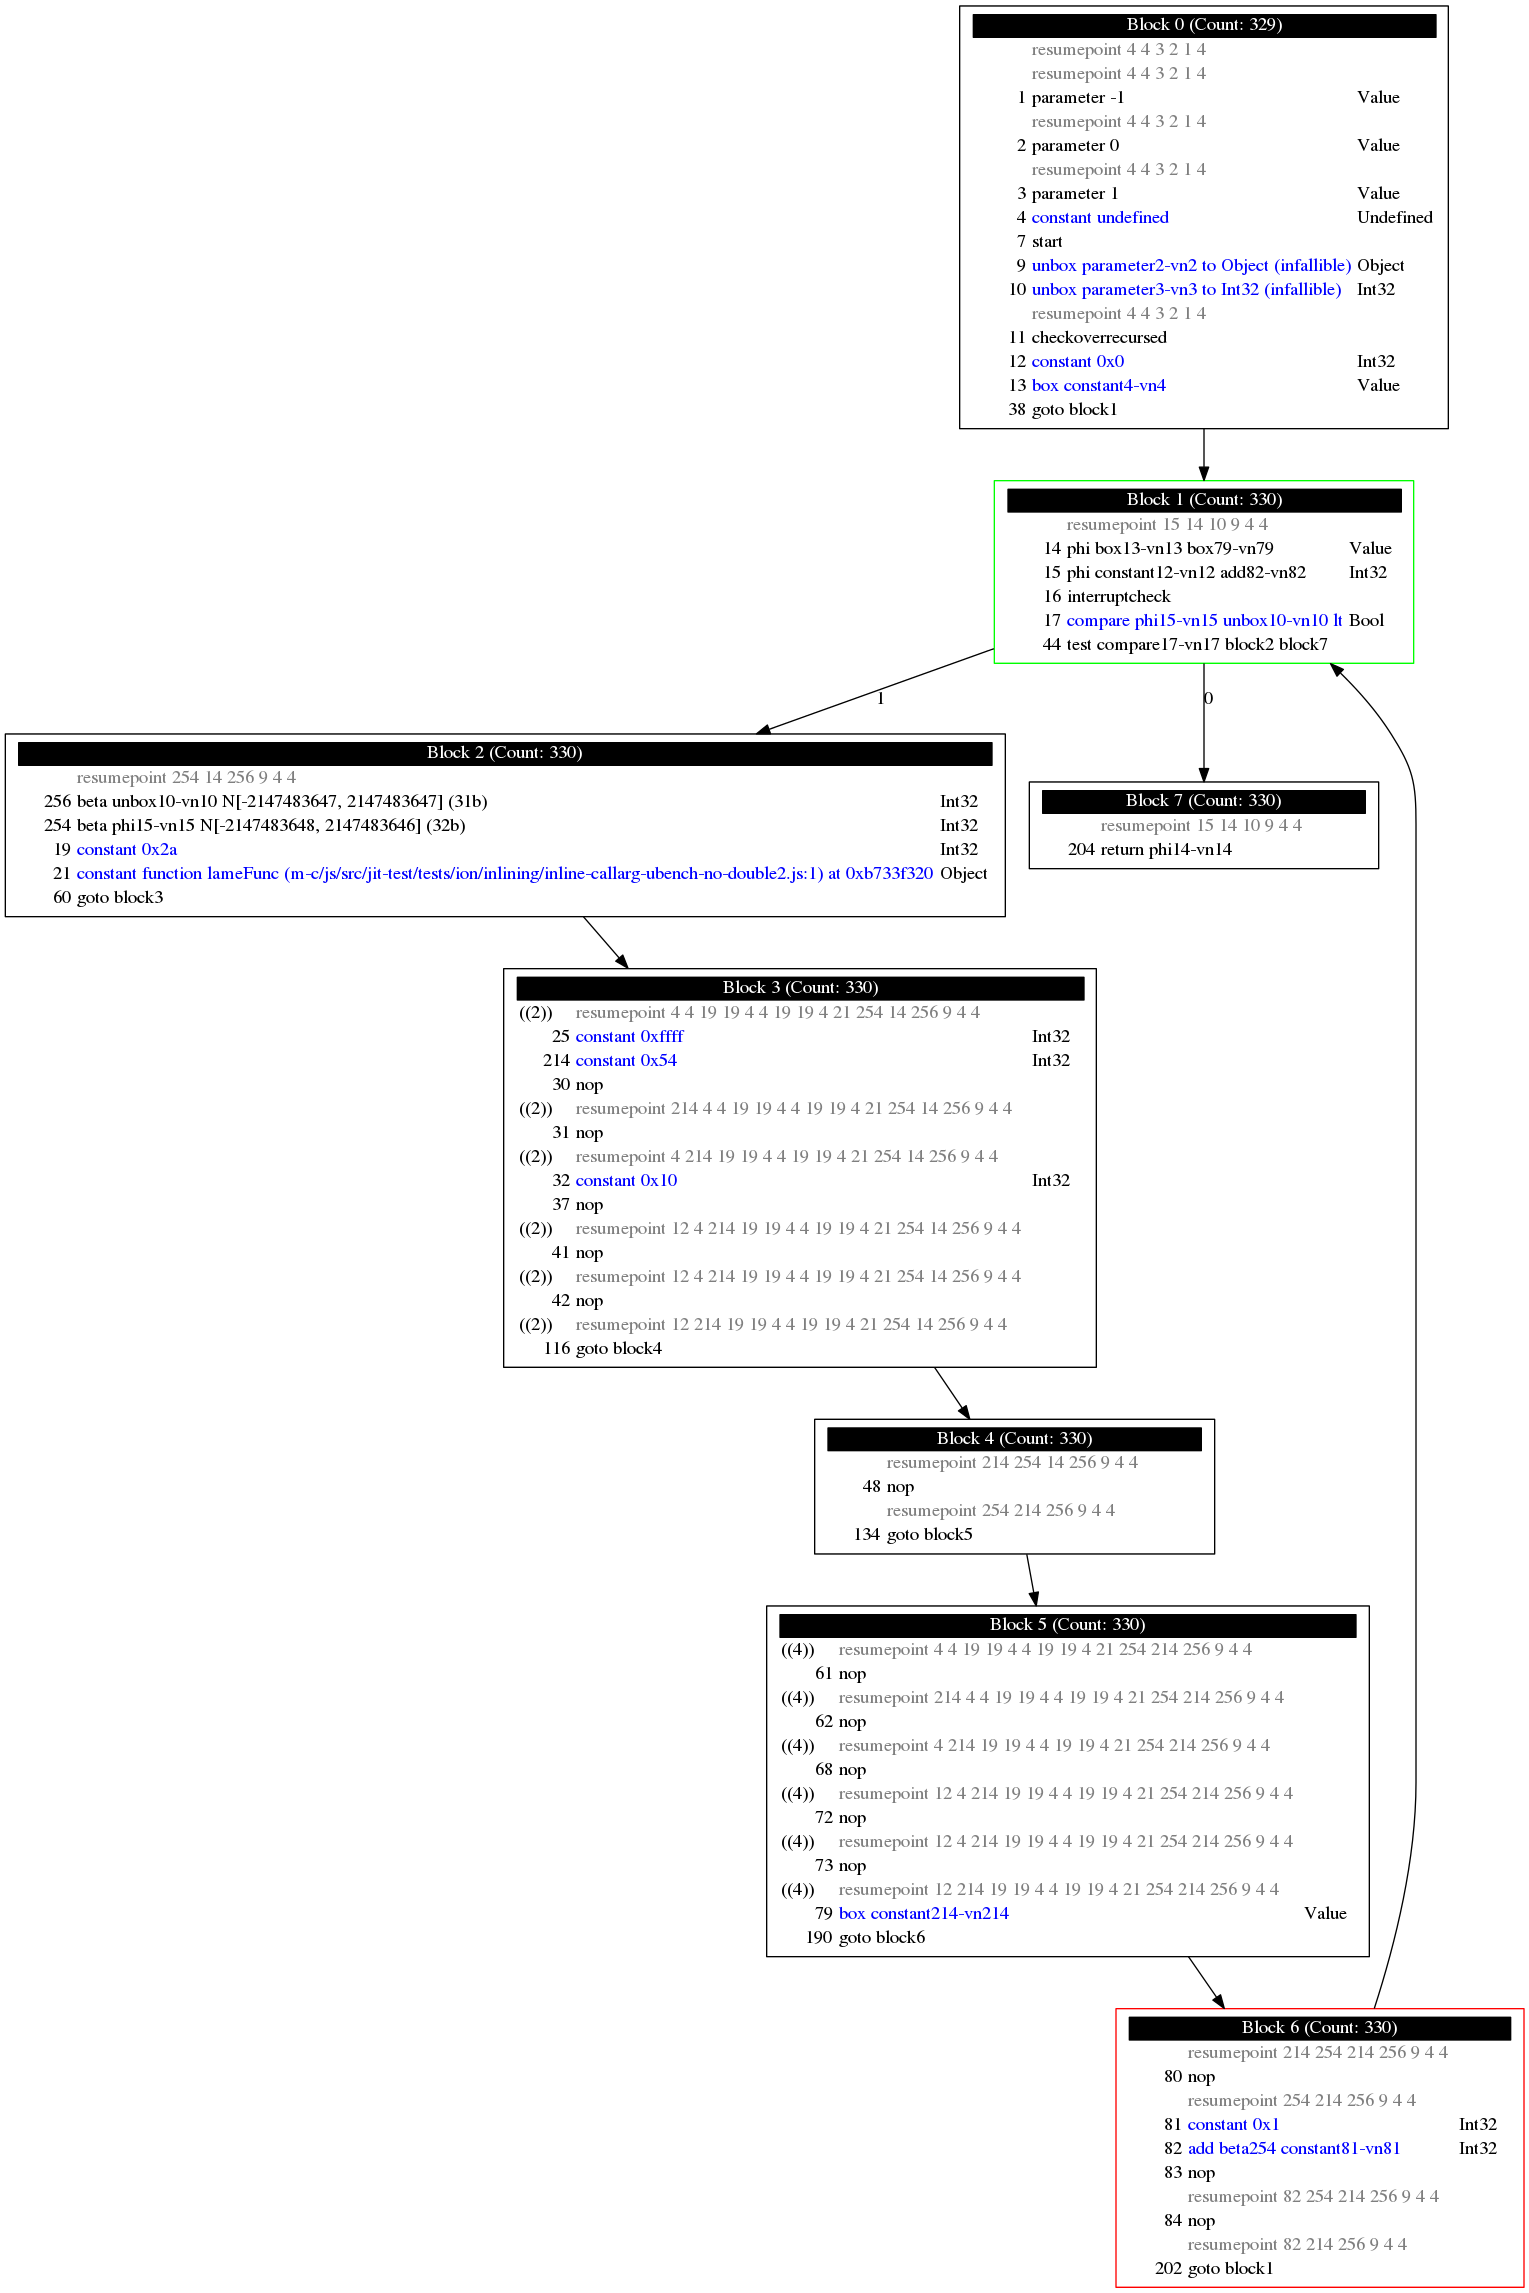 Block 0 (Count: 329)
resumepoint 4 4 3 2 1 4
resumepoint 4 4 3 2 1 4
1 parameter -1 Value
resumepoint 4 4 3 2 1 4
2 parameter 0 Value
resumepoint 4 4 3 2 1 4
3 parameter 1 Value
4 constant undefined Undefined
7 start
9 unbox parameter2-vn2 to Object (infallible) Object
10 unbox parameter3-vn3 to Int32 (infallible) Int32
resumepoint 4 4 3 2 1 4
11 checkoverrecursed
12 constant 0x0 Int32
13 box constant4-vn4 Value
38 goto block1
Block 1 (Count: 330)
resumepoint 15 14 10 9 4 4
14 phi box13-vn13 box79-vn79 Value
15 phi constant12-vn12 add82-vn82 Int32
16 interruptcheck
17 compare phi15-vn15 unbox10-vn10 lt Bool
44 test compare17-vn17 block2 block7
1
0
Block 2 (Count: 330)
resumepoint 254 14 256 9 4 4
256 beta unbox10-vn10 N[-2147483647, 2147483647] (31b) Int32
254 beta phi15-vn15 N[-2147483648, 2147483646] (32b) Int32
19 constant 0x2a Int32
21 constant function lameFunc (m-c/js/src/jit-test/tests/ion/inlining/inline-callarg-ubench-no-double2.js:1) at 0xb733f320 Object
60 goto block3
Block 7 (Count: 330)
resumepoint 15 14 10 9 4 4
204 return phi14-vn14
Block 3 (Count: 330)
((2)) resumepoint 4 4 19 19 4 4 19 19 4 21 254 14 256 9 4 4
25 constant 0xffff Int32
214 constant 0x54 Int32
30 nop
((2)) resumepoint 214 4 4 19 19 4 4 19 19 4 21 254 14 256 9 4 4
31 nop
((2)) resumepoint 4 214 19 19 4 4 19 19 4 21 254 14 256 9 4 4
32 constant 0x10 Int32
37 nop
((2)) resumepoint 12 4 214 19 19 4 4 19 19 4 21 254 14 256 9 4 4
41 nop
((2)) resumepoint 12 4 214 19 19 4 4 19 19 4 21 254 14 256 9 4 4
42 nop
((2)) resumepoint 12 214 19 19 4 4 19 19 4 21 254 14 256 9 4 4
116 goto block4
Block 4 (Count: 330)
resumepoint 214 254 14 256 9 4 4
48 nop
resumepoint 254 214 256 9 4 4
134 goto block5
Block 5 (Count: 330)
((4)) resumepoint 4 4 19 19 4 4 19 19 4 21 254 214 256 9 4 4
61 nop
((4)) resumepoint 214 4 4 19 19 4 4 19 19 4 21 254 214 256 9 4 4
62 nop
((4)) resumepoint 4 214 19 19 4 4 19 19 4 21 254 214 256 9 4 4
68 nop
((4)) resumepoint 12 4 214 19 19 4 4 19 19 4 21 254 214 256 9 4 4
72 nop
((4)) resumepoint 12 4 214 19 19 4 4 19 19 4 21 254 214 256 9 4 4
73 nop
((4)) resumepoint 12 214 19 19 4 4 19 19 4 21 254 214 256 9 4 4
79 box constant214-vn214 Value
190 goto block6
Block 6 (Count: 330)
resumepoint 214 254 214 256 9 4 4
80 nop
resumepoint 254 214 256 9 4 4
81 constant 0x1 Int32
82 add beta254 constant81-vn81 Int32
83 nop
resumepoint 82 254 214 256 9 4 4
84 nop
resumepoint 82 214 256 9 4 4
202 goto block1